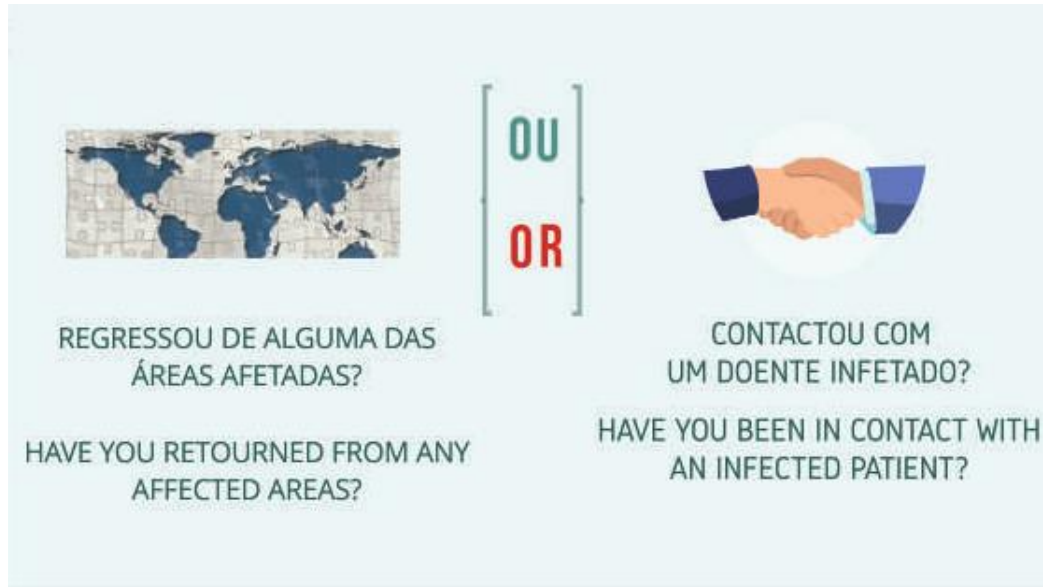 REGRESSOU DE ALGUMA DAS
ÁREAS AFETADAS?
HAVE YOU RETOURNED FROM ANY
AFFECTED AREAS?
OU
OR
CONTACTOU COM
UM DOENTE INFETADO?
HAVE YOU BEEN IN CONTACT WITH
AN INFECTED PATIENT?